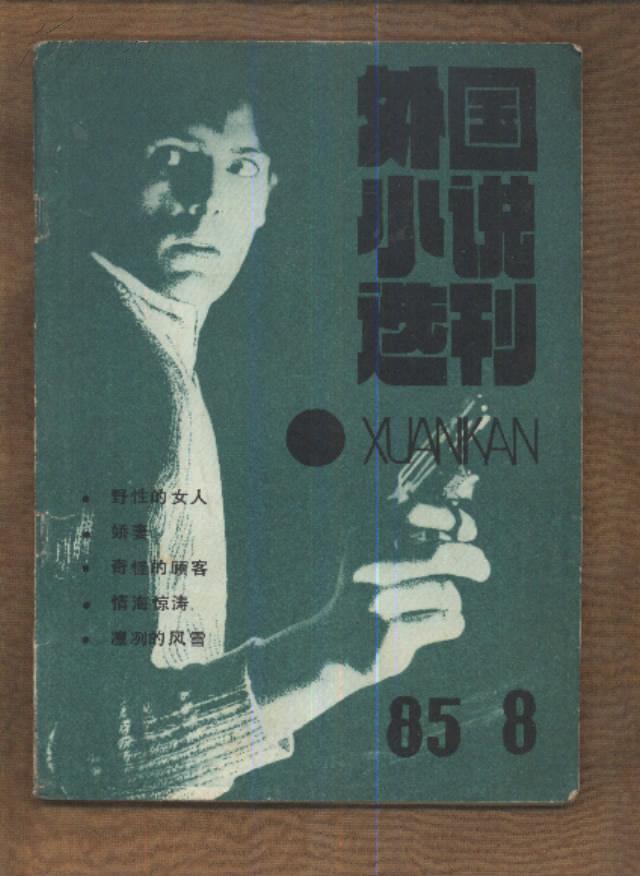 外国
小说
选刊
XUANKAN
• 野性的女人
• 娇妻
• 奇怪的顾客
• 情海惊涛
• 凛冽的风雪
85 8